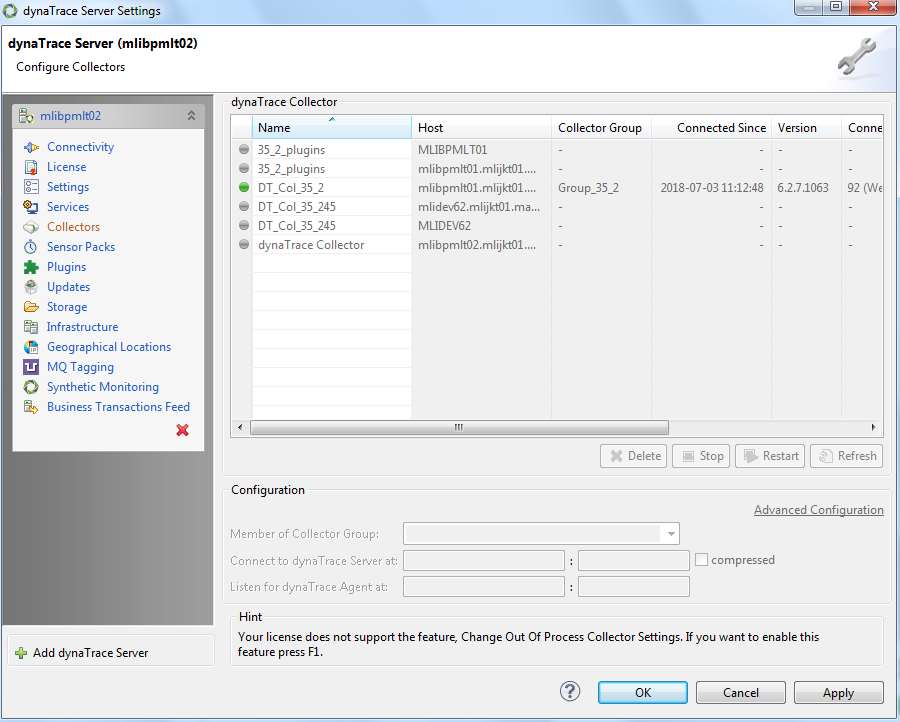 dynaTrace Server Settings
dynaTrace Server (mlibpmlt02)
Configure Collectors
mlibpmlt02
Connectivity
License
Settings
Services
Collectors
Sensor Packs
Plugins
Updates
Storage
Infrastructure
Geographical Locations
MQ Tagging
Synthetic Monitoring
Business Transactions Feed
Add dynaTrace Server
dynaTrace Collector
Name Host Collector Group Connected Since Version Conne
35_2_plugins MLIBPMLT01 - - - -
35_2_plugins mlibpmlt01.mlijkt01.... - - - -
DT_Col_35_2 mlibpmlt01.mlijkt01.... Group_35_2 2018-07-03 11:12:48 6.2.7.1063 92 (We
DT_Col_35_245 mlidev62.mlijkt01.ma... - - - -
DT_Col_35_245 MLIDEV62 - - - -
dynaTrace Collector mlibpmlt02.mlijkt01.... - - - -
Delete Stop Restart Refresh
Configuration
Advanced Configuration
Member of Collector Group:
Connect to dynaTrace Server at: : compressed
Listen for dynaTrace Agent at: :
Hint
Your license does not support the feature, Change Out Of Process Collector Settings. If you want to enable this
feature press F1.
? OK Cancel Apply